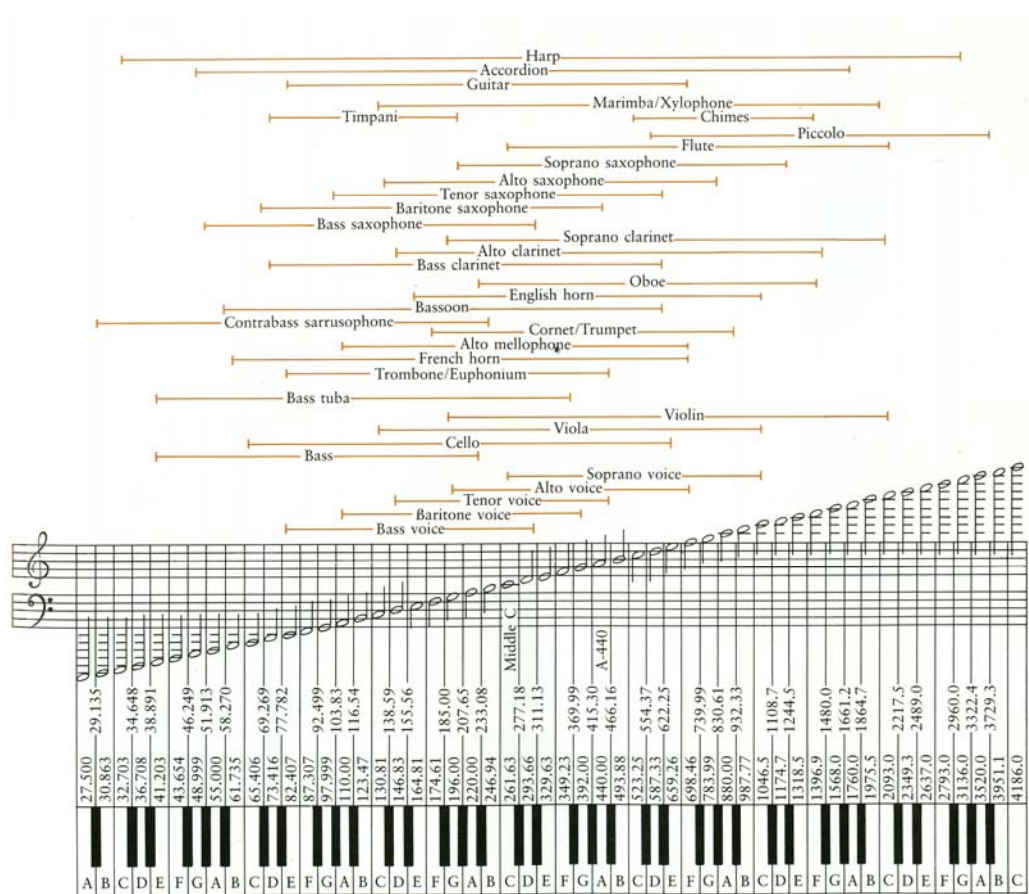 Harp
Accordion
Guitar
Marimba/Xylophone
Timpani
Chimes
Piccolo
Flute
Soprano saxophone
Alto saxophone
Tenor saxophone
Baritone saxophone
Bass saxophone
Soprano clarinet
Alto clarinet
Bass clarinet
Oboe
English horn
Bassoon
Contrabass sarrusophone
Cornet/Trumpet
Alto mellophone
French horn
Trombone/Euphonium
Bass tuba
Violin
Viola
Cello
Bass
Soprano voice
Alto voice
Tenor voice
Baritone voice
Bass voice
Middle C
A-440
29.135 34.648 38.891 46.249 51.913 58.270 69.269 77.782 92.499 103.83 116.54 138.59 155.56 185.00 207.65 233.08 277.18 311.13 369.99 415.30 466.16 554.37 622.25 739.99 830.61 932.33 1108.7 1244.5 1480.0 1661.2 1864.7 2217.5 2489.0 2960.0 3322.4 3729.3
27.500 30.863 32.703 36.708 41.203 43.654 48.999 55.000 61.735 65.406 73.416 82.407 87.307 97.999 110.00 123.47 130.81 146.83 164.81 174.61 196.00 220.00 246.94 261.63 293.66 329.63 349.23 392.00 440.00 493.88 523.25 587.33 659.26 698.46 783.99 880.00 987.77 1046.5 1174.7 1318.5 1396.9 1568.0 1760.0 1975.5 2093.0 2349.3 2637.0 2793.0 3136.0 3520.0 3951.1 4186.0
A B C D E F G A B C D E F G A B C D E F G A B C D E F G A B C D E F G A B C D E F G A B C D E F G A B C